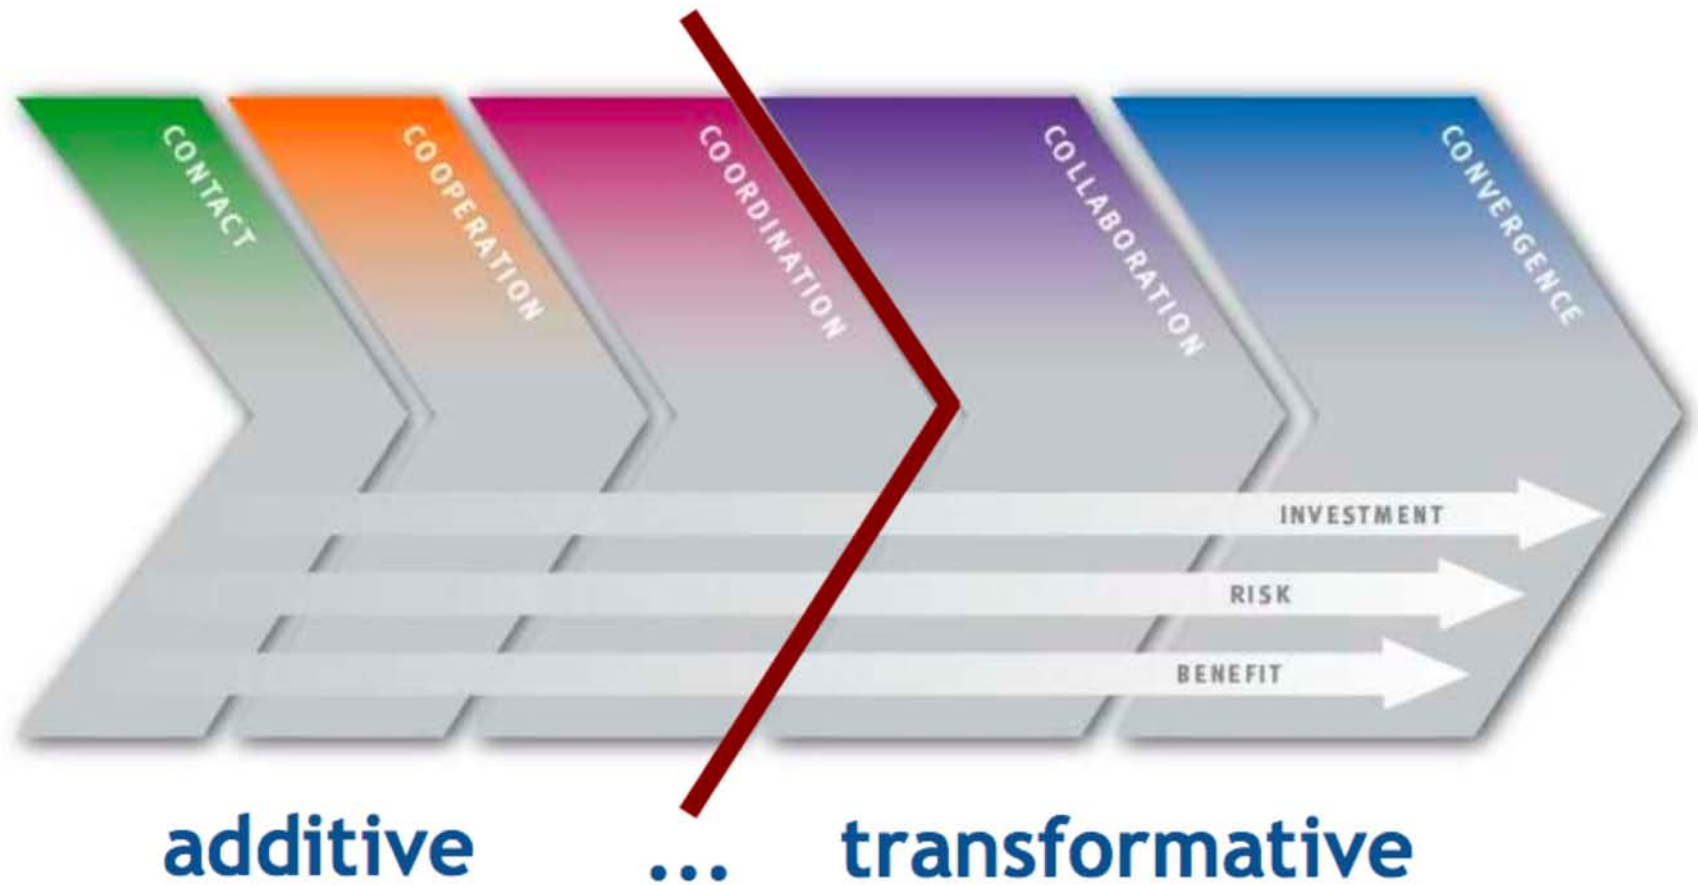 CONTACT
COOPERATION
COORDINATION
COLLABORATION
CONVERGENCE
INVESTMENT
RISK
BENEFIT
additive ... transformative